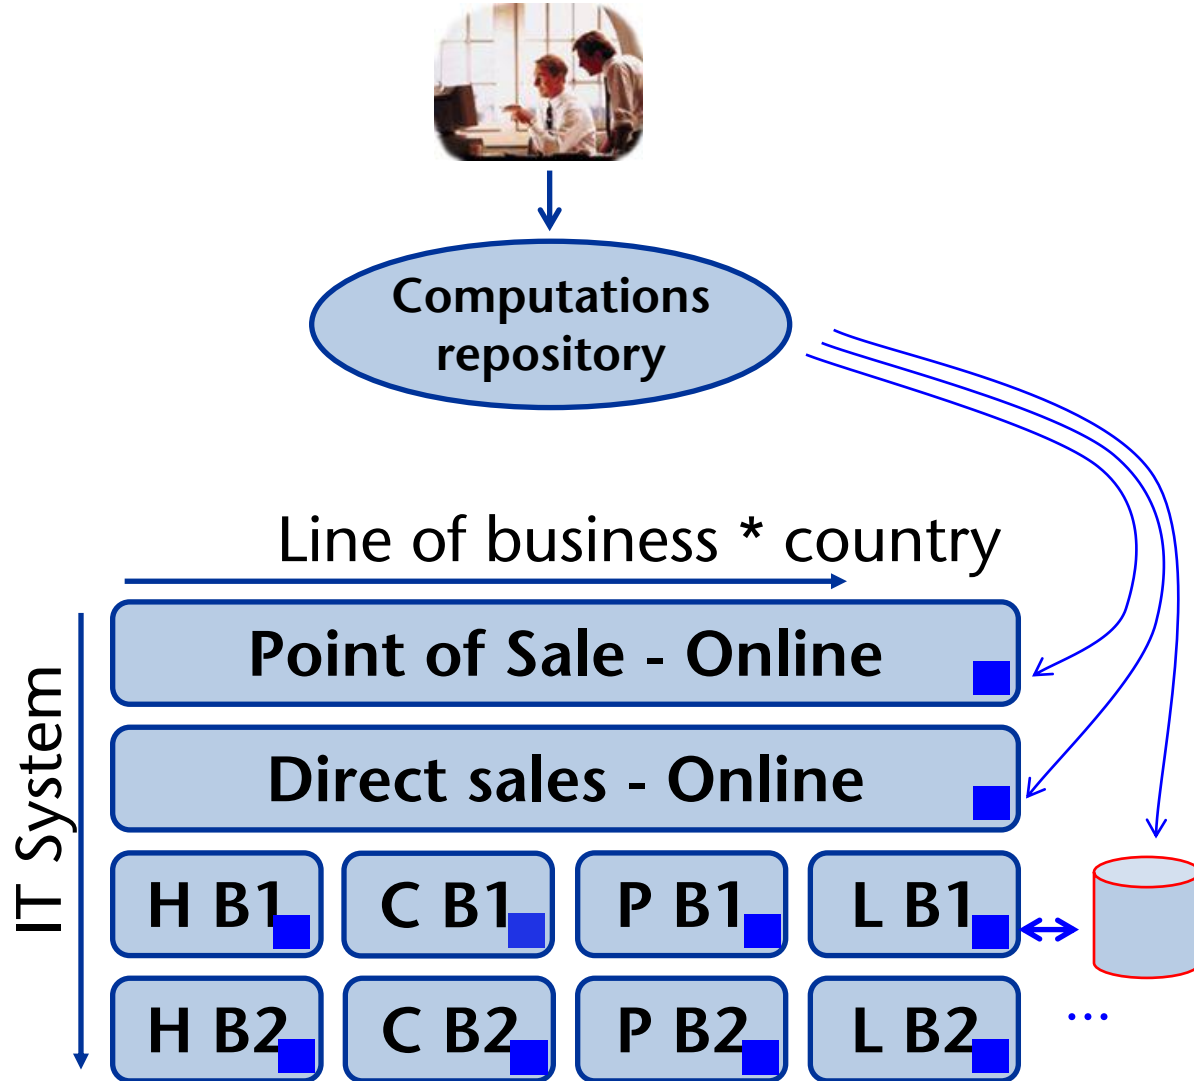 Computations
repository
Line of business * country
IT System
Point of Sale - Online
Direct sales - Online
H B1
C B1
P B1
L B1
H B2
C B2
P B2
L B2
...